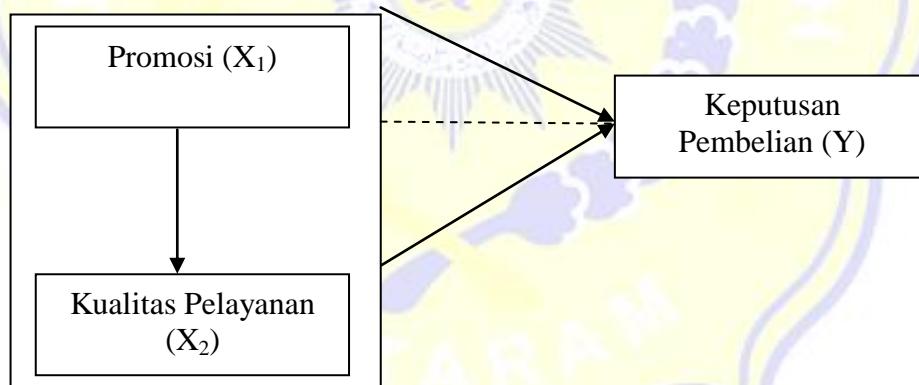 Promosi (X₁)
Keputusan
Pembelian (Y)
Kualitas Pelayanan
(X₂)